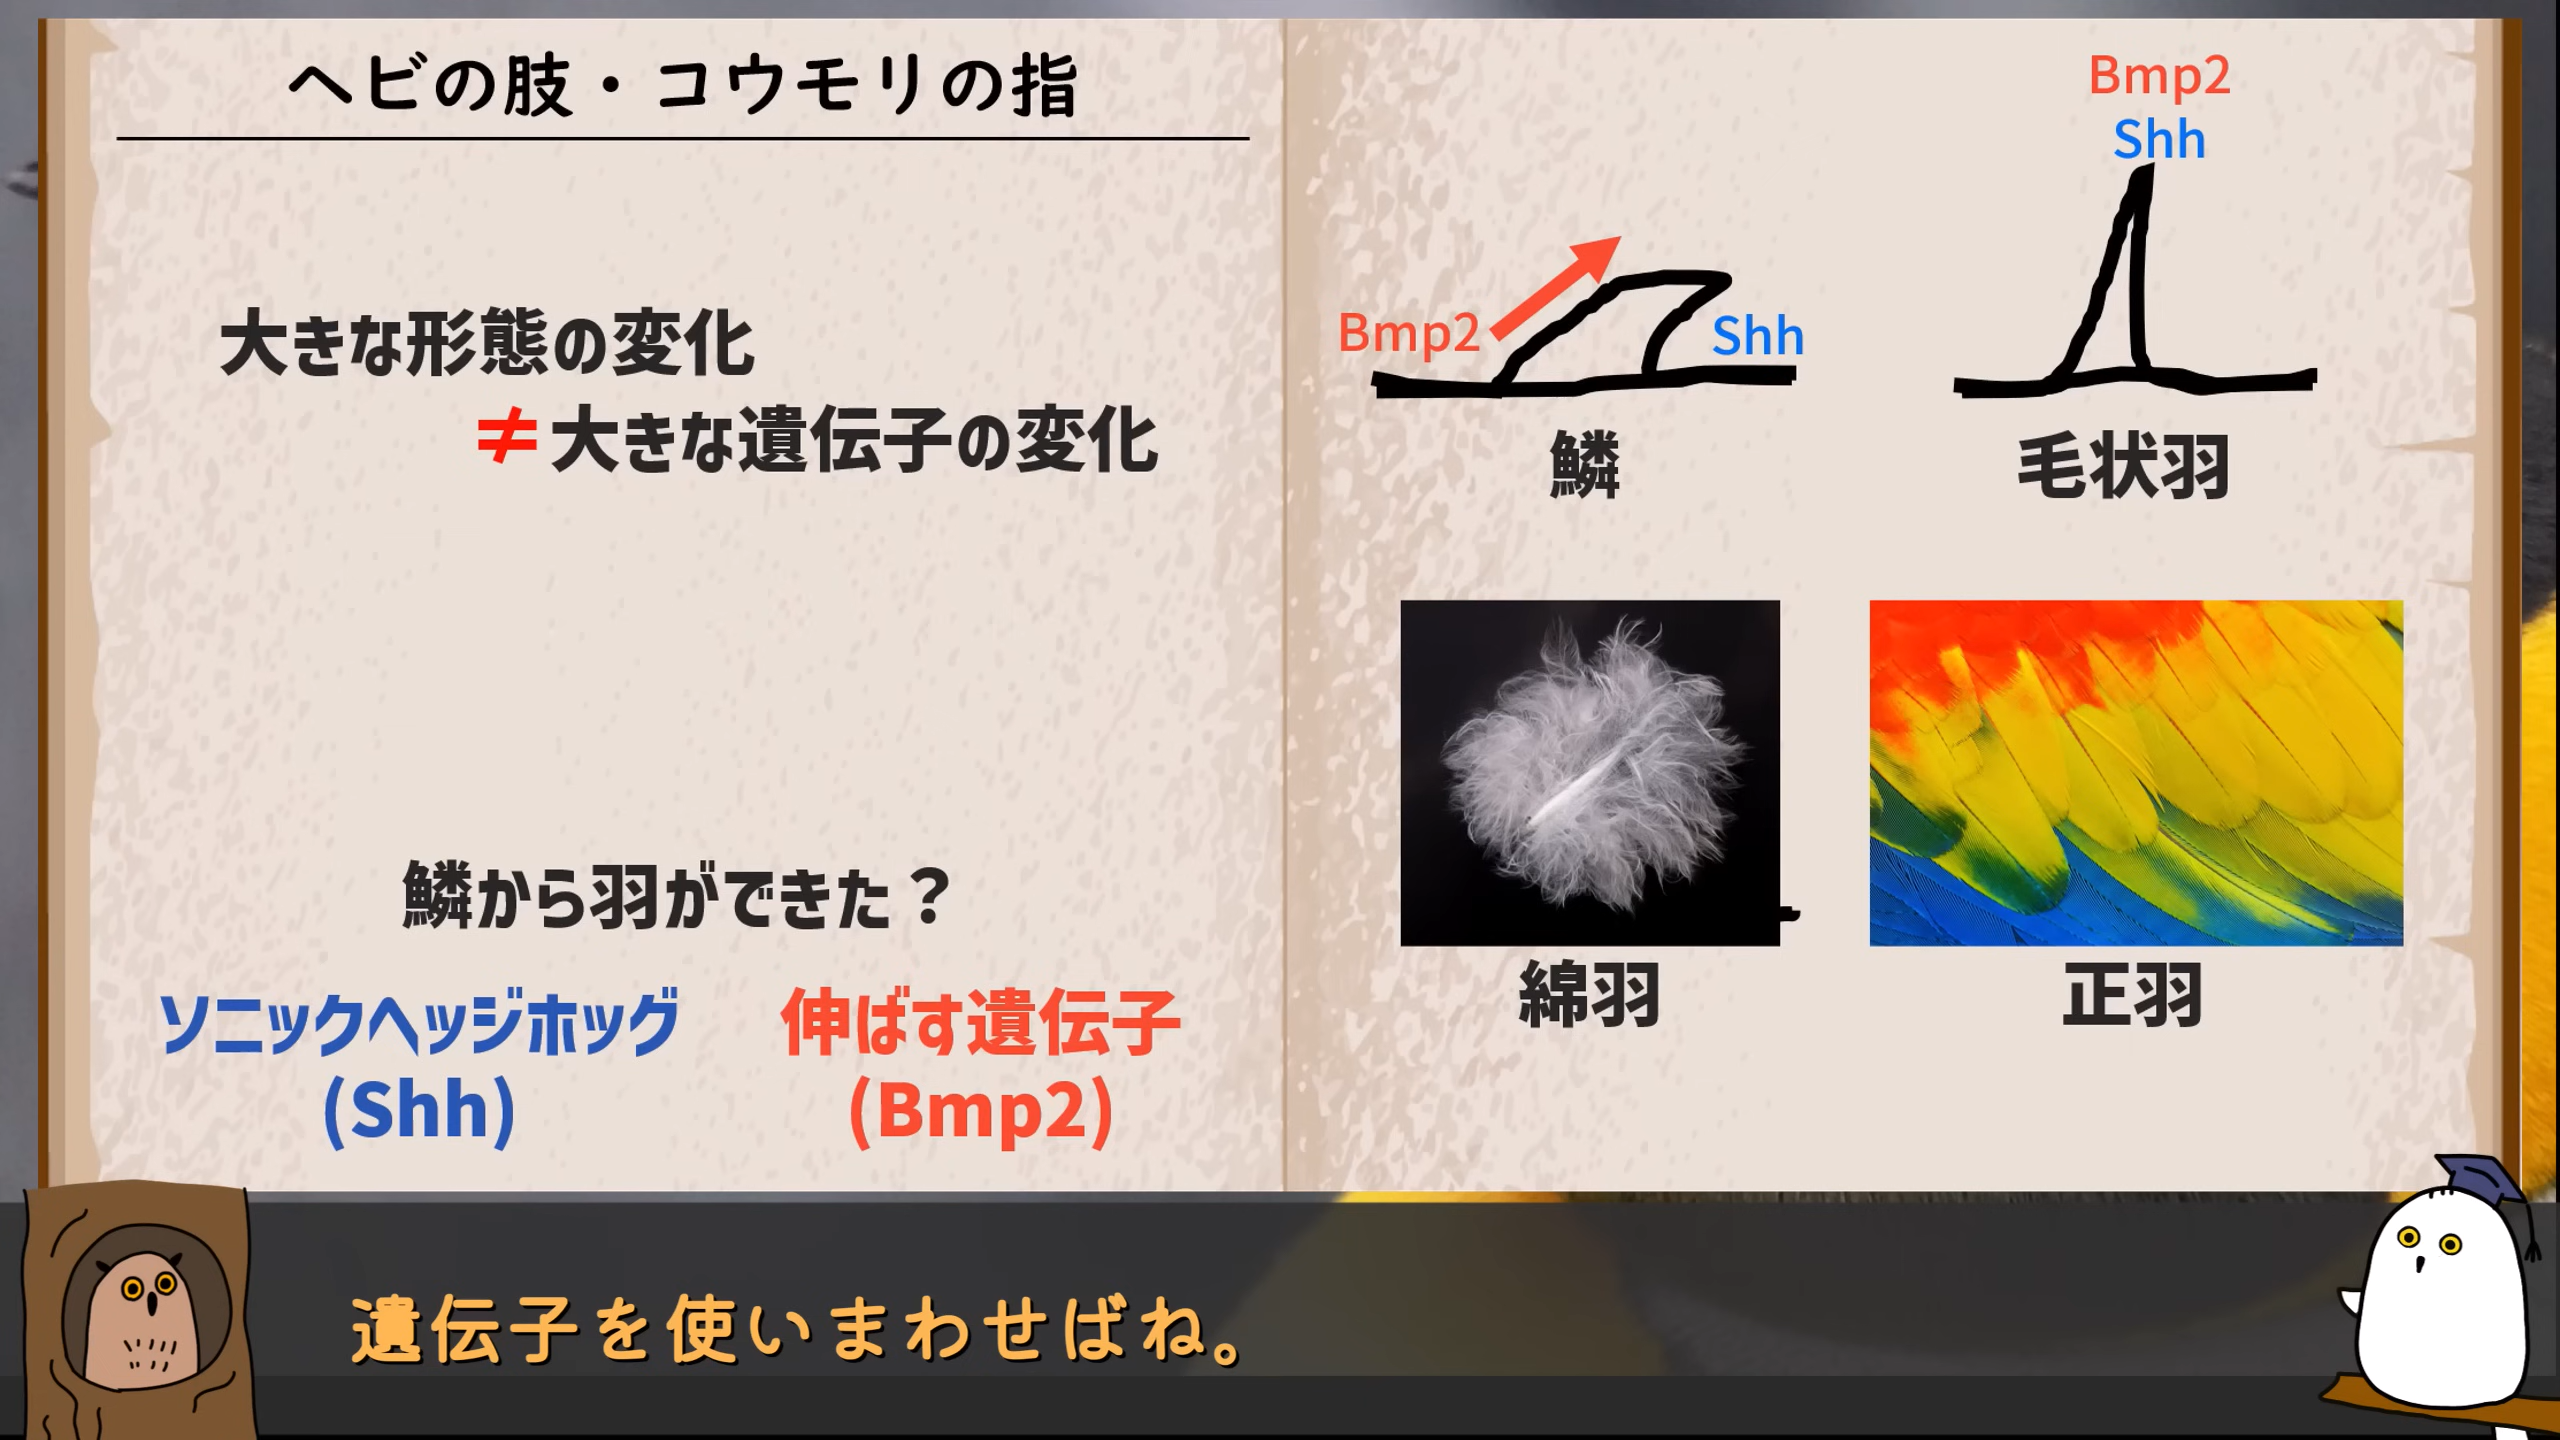 ヘビの肢・コウモリの指
大きな形態の変化
≠大きな遺伝子の変化
鱗から羽ができた？
ソニックヘッジホッグ
(Shh)
伸ばす遺伝子
(Bmp2)
Bmp2
Shh
鱗
Bmp2
Shh
毛状羽
綿羽
正羽
遺伝子を使いまわせばね。